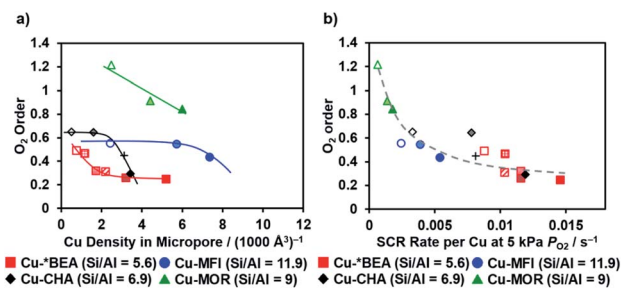 a)
1.4
1.2
1
0.8
0.6
0.4
0.2
0
O2 Order
0 2 4 6 8 10 12
Cu Density in Micropore / (1000 Å³)⁻¹
Cu-*BEA (Si/Al = 5.6) Cu-MFI (Si/Al = 11.9)
Cu-CHA (Si/Al = 6.9) Cu-MOR (Si/Al = 9)
b)
1.4
1.2
1
0.8
0.6
0.4
0.2
0
O2 order
0 0.005 0.01 0.015
SCR Rate per Cu at 5 kPa PO2 / s⁻¹
Cu-*BEA (Si/Al = 5.6) Cu-MFI (Si/Al = 11.9)
Cu-CHA (Si/Al = 6.9) Cu-MOR (Si/Al = 9)